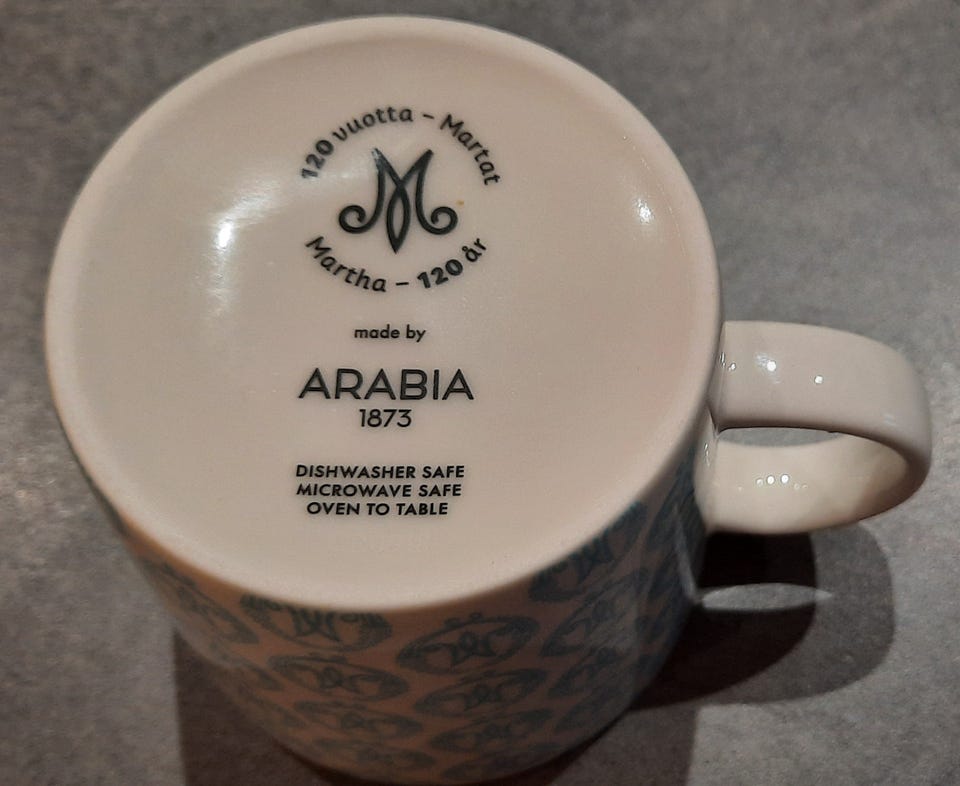 120 vuotta – Martat
Martha – 120 år
made by
ARABIA
1873
DISHWASHER SAFE
MICROWAVE SAFE
OVEN TO TABLE